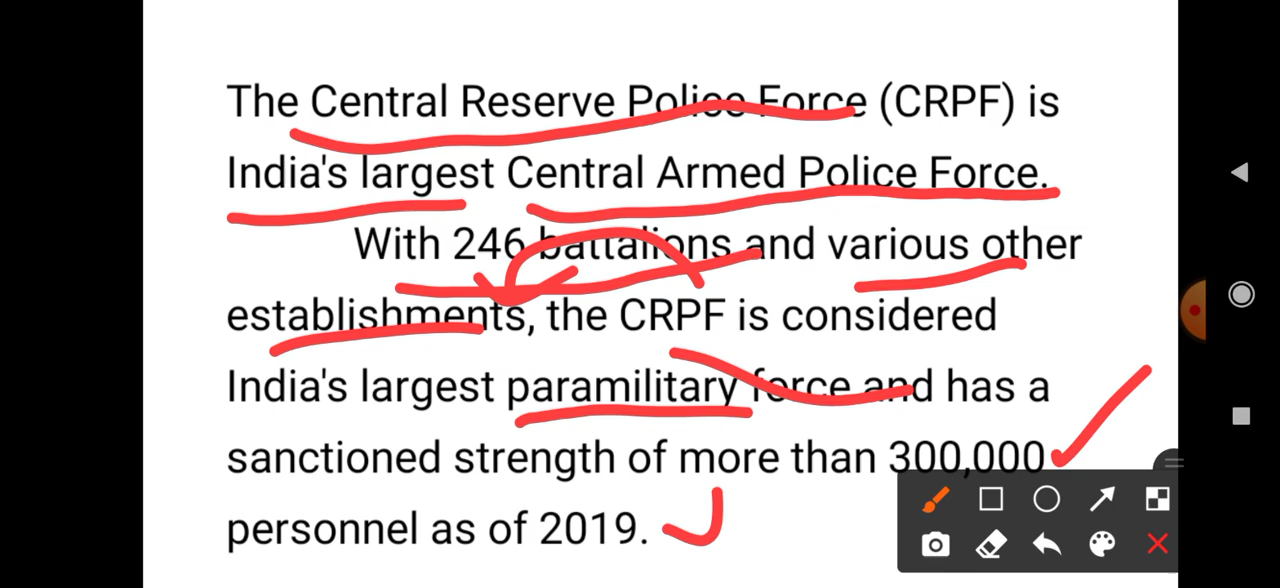 The Central Reserve Police Force (CRPF) is
India's largest Central Armed Police Force.
With 246 battalions and various other
establishments, the CRPF is considered
India's largest paramilitary force and has a
sanctioned strength of more than 300,000
personnel as of 2019.